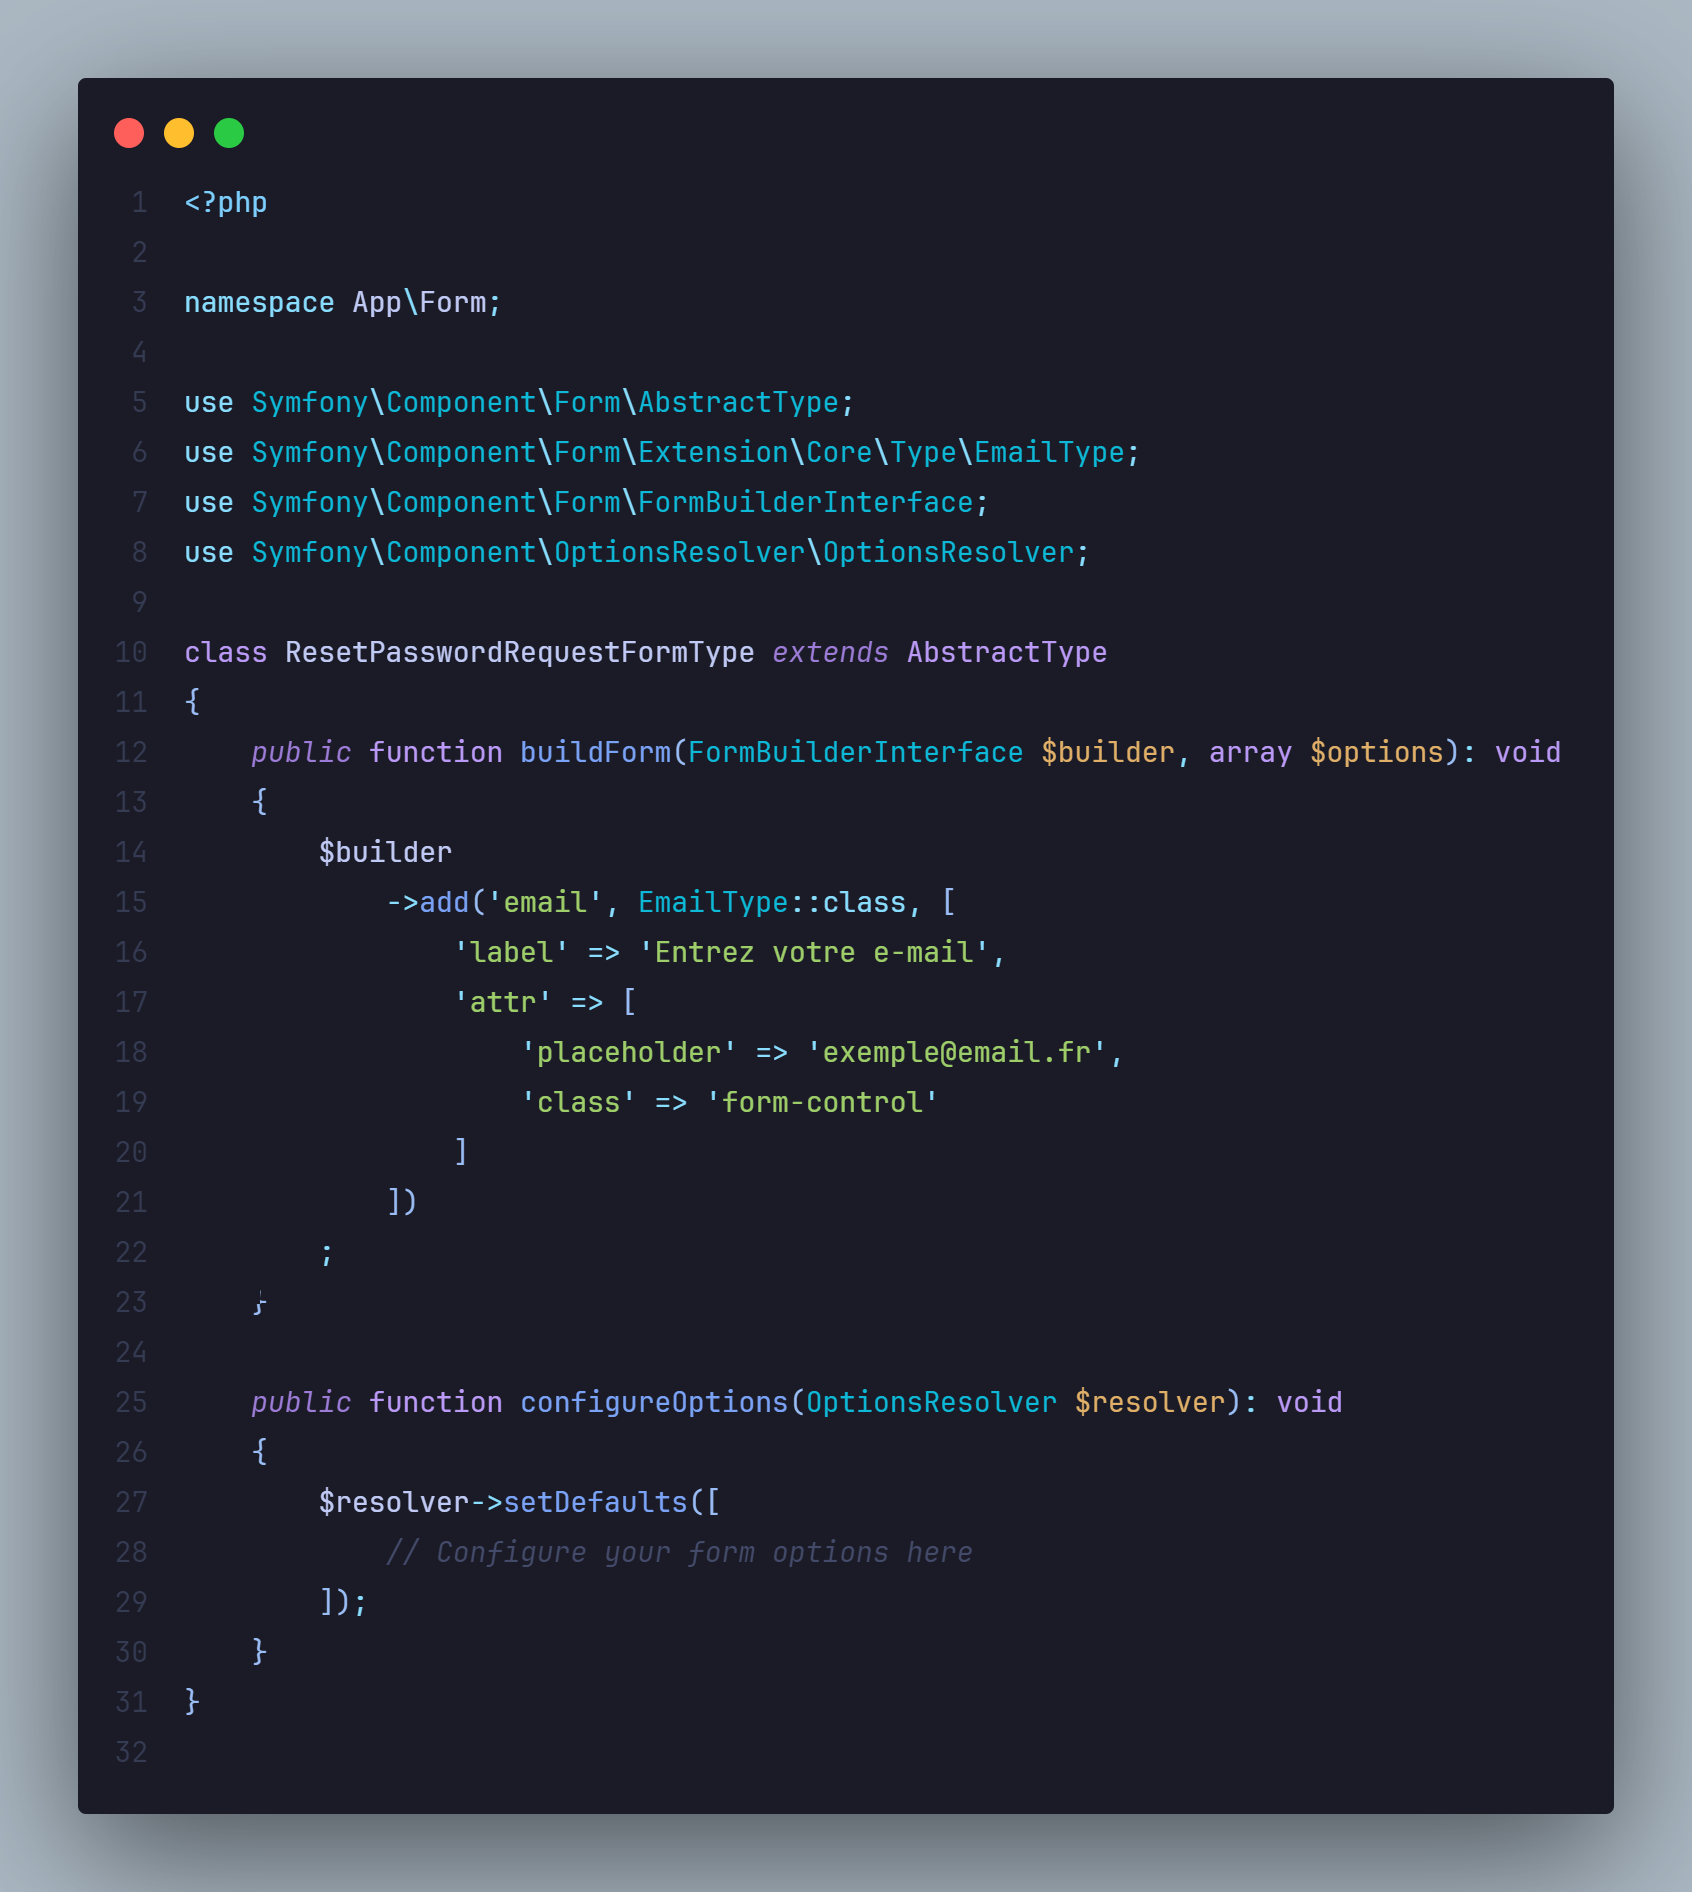 1 <?php
2
3 namespace App\Form;
4
5 use Symfony\Component\Form\AbstractType;
6 use Symfony\Component\Form\Extension\Core\Type\EmailType;
7 use Symfony\Component\Form\FormBuilderInterface;
8 use Symfony\Component\OptionsResolver\OptionsResolver;
9
10 class ResetPasswordRequestFormType extends AbstractType
11 {
12     public function buildForm(FormBuilderInterface $builder, array $options): void
13     {
14         $builder
15             ->add('email', EmailType::class, [
16                 'label' => 'Entrez votre e-mail',
17                 'attr' => [
18                     'placeholder' => 'exemple@email.fr',
19                     'class' => 'form-control'
20                 ]
21             ])
22         ;
23     }
24
25     public function configureOptions(OptionsResolver $resolver): void
26     {
27         $resolver->setDefaults([
28             // Configure your form options here
29         ]);
30     }
31 }
32